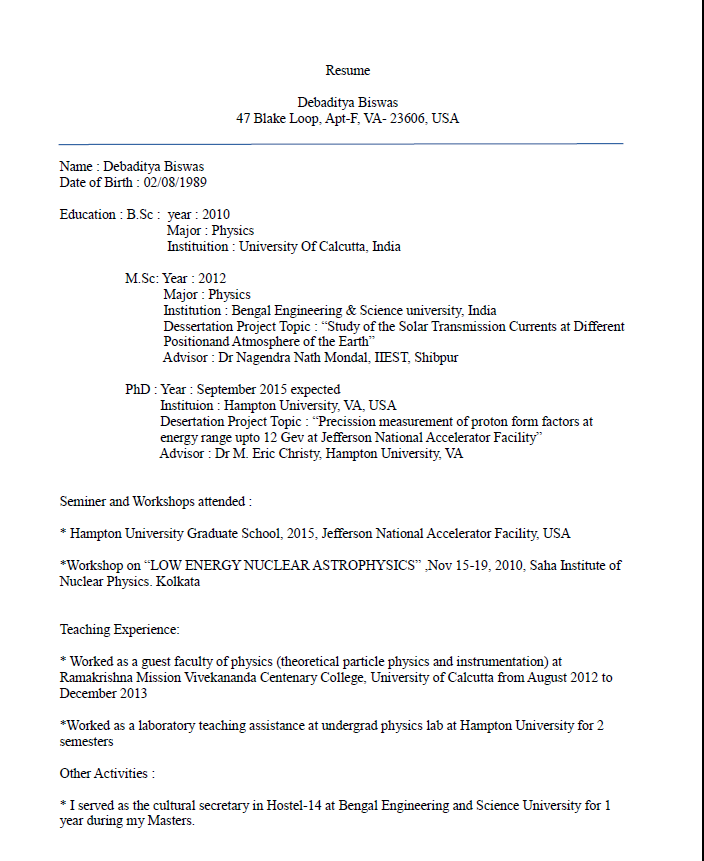 Resume
Debaditya Biswas
47 Blake Loop, Apt-F, VA- 23606, USA
Name : Debaditya Biswas
Date of Birth : 02/08/1989
Education : B.Sc : year : 2010
Major : Physics
Instituition : University Of Calcutta, India
M.Sc: Year : 2012
Major : Physics
Institution : Bengal Engineering & Science university, India
Dessertation Project Topic : “Study of the Solar Transmission Currents at Different
Positionand Atmosphere of the Earth”
Advisor : Dr Nagendra Nath Mondal, IIEST, Shibpur
PhD : Year : September 2015 expected
Instituion : Hampton University, VA, USA
Desertation Project Topic : “Precission measurement of proton form factors at
energy range upto 12 Gev at Jefferson National Accelerator Facility”
Advisor : Dr M. Eric Christy, Hampton University, VA
Seminer and Workshops attended :
* Hampton University Graduate School, 2015, Jefferson National Accelerator Facility, USA
*Workshop on “LOW ENERGY NUCLEAR ASTROPHYSICS” ,Nov 15-19, 2010, Saha Institute of
Nuclear Physics. Kolkata
Teaching Experience:
* Worked as a guest faculty of physics (theoretical particle physics and instrumentation) at
Ramakrishna Mission Vivekananda Centenary College, University of Calcutta from August 2012 to
December 2013
*Worked as a laboratory teaching assistance at undergrad physics lab at Hampton University for 2
semesters
Other Activities :
* I served as the cultural secretary in Hostel-14 at Bengal Engineering and Science University for 1
year during my Masters.